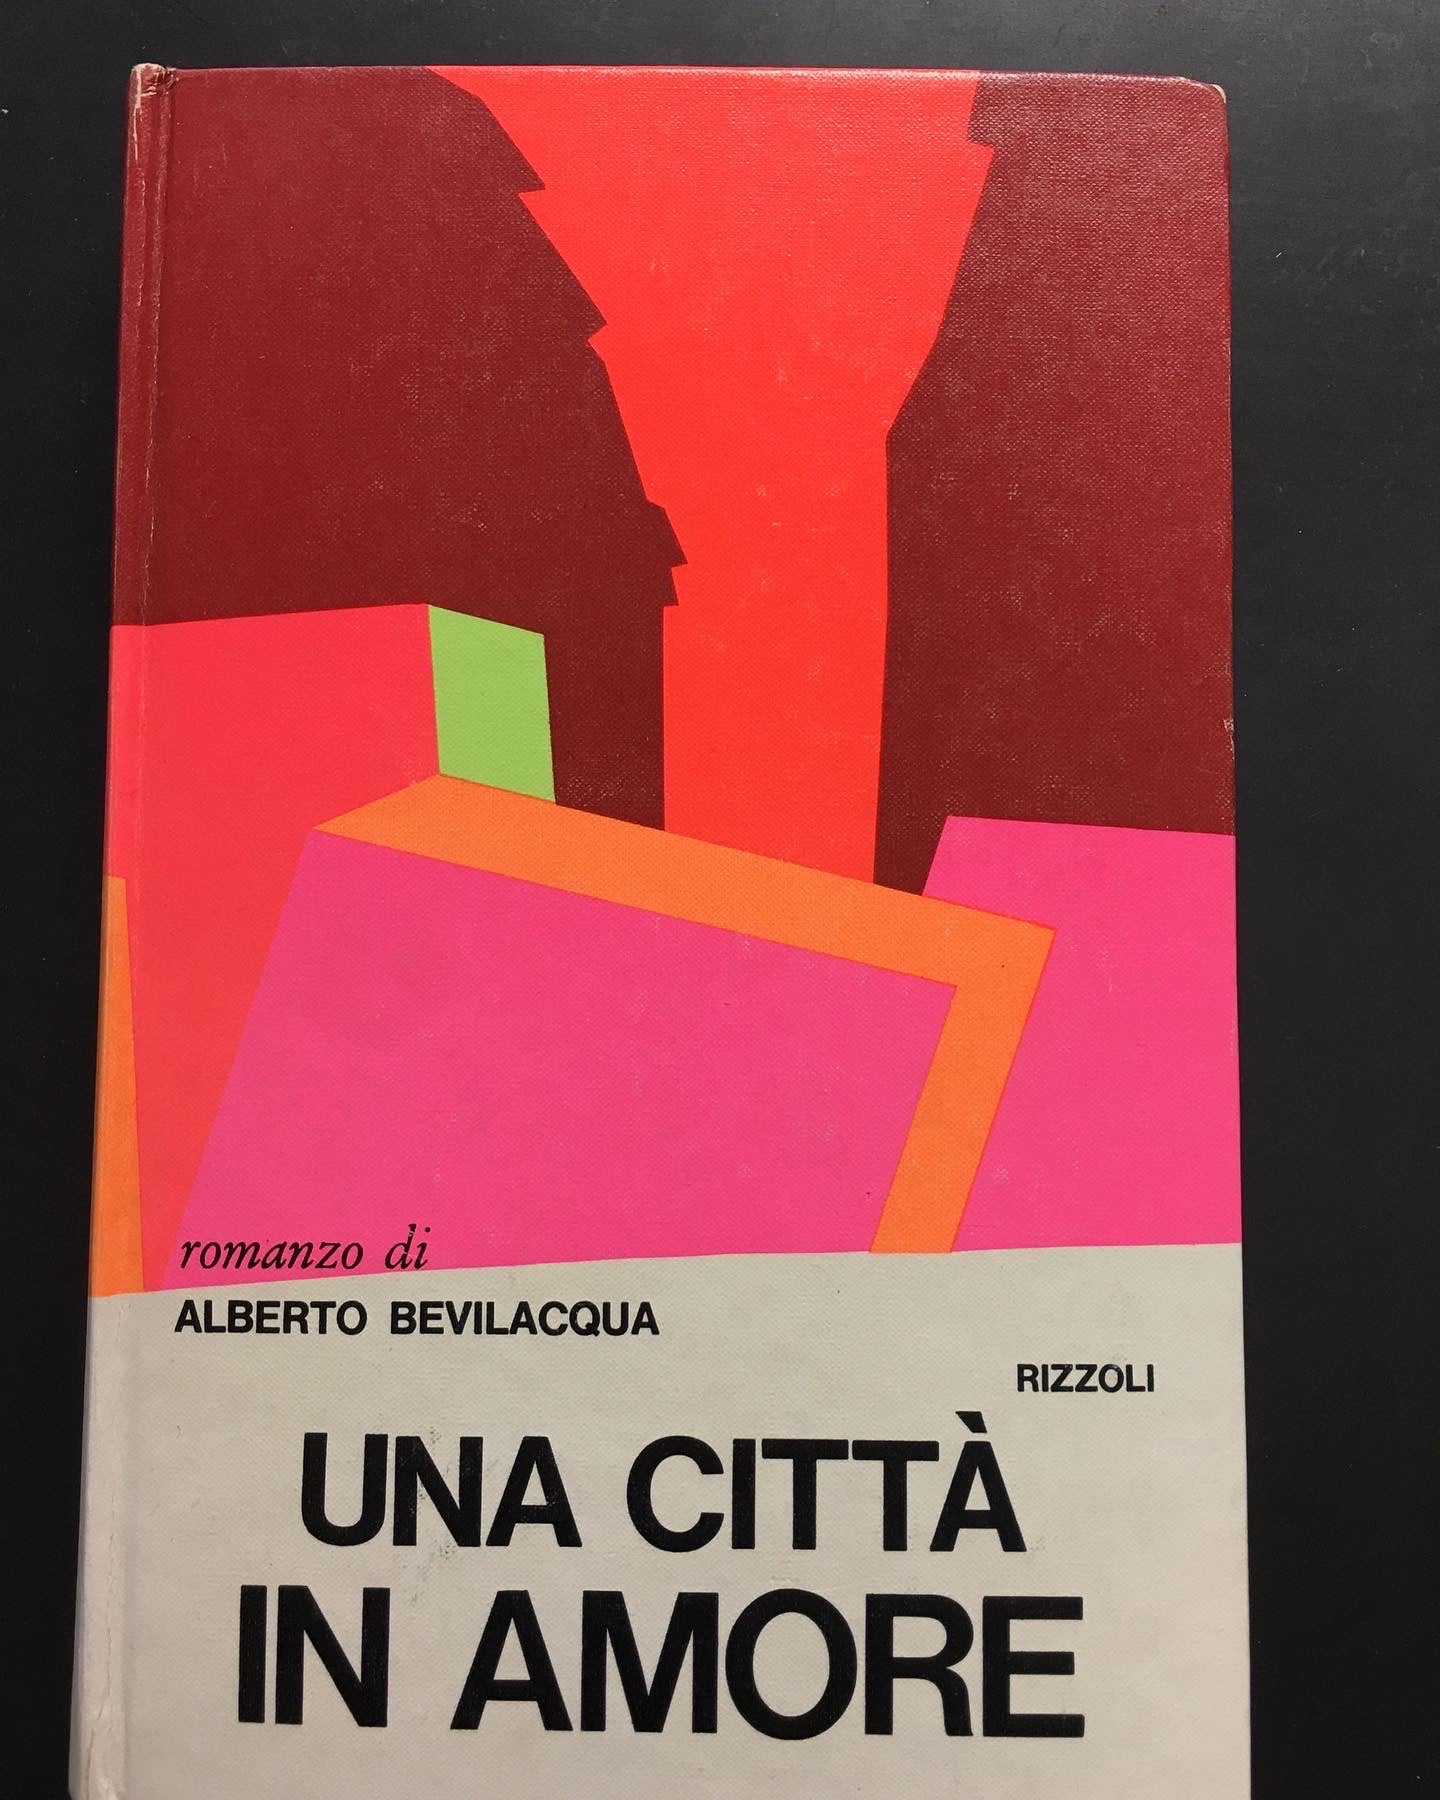 romanzo di
ALBERTO BEVILACQUA
RIZZOLI
UNA CITTÀ
IN AMORE